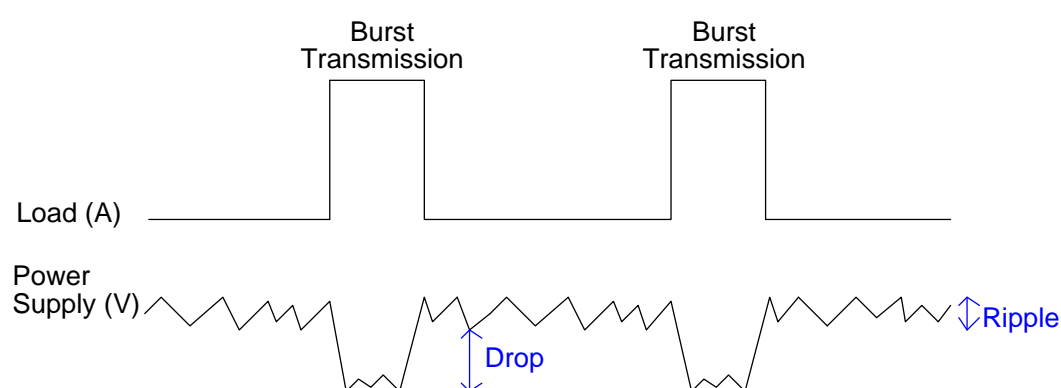 Burst
Transmission
Burst
Transmission
Load (A)
Power
Supply (V)
Ripple
Drop